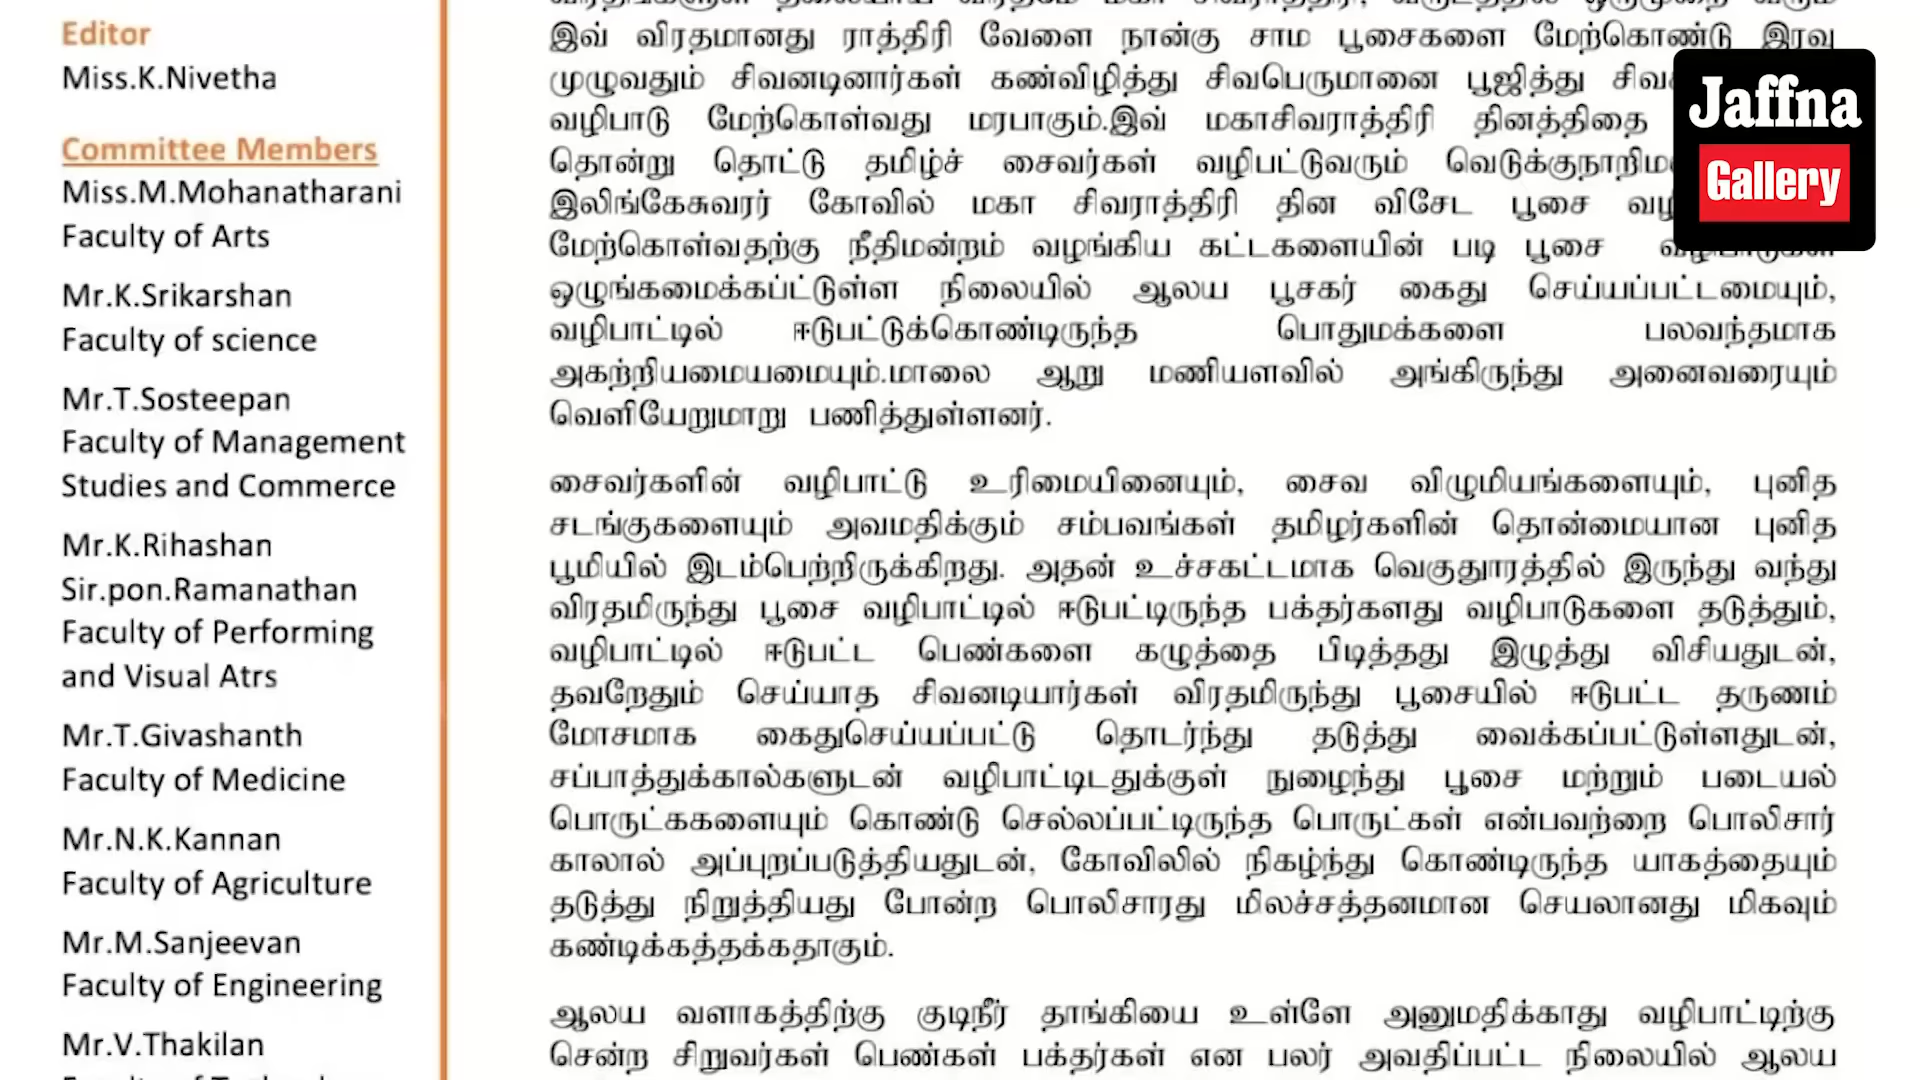 Editor
Miss.K.Nivetha
Committee Members
Miss.M.Mohanatharani
Faculty of Arts
Mr.K.Srikarshan
Faculty of science
Mr.T.Sosteepan
Faculty of Management
Studies and Commerce
Mr.K.Rihashan
Sir.pon.Ramanathan
Faculty of Performing
and Visual Atrs
Mr.T.Givashanth
Faculty of Medicine
Mr.N.K.Kannan
Faculty of Agriculture
Mr.M.Sanjeevan
Faculty of Engineering
Mr.V.Thakilan
இவ் விரதமானது ராத்திரி வேளை நான்கு சாம பூசைகளை மேற்கொண்டு இரவு
முழுவதும் சிவனடினார்கள் கண்விழித்து சிவபெருமானை பூஜித்து
வழிபாடு மேற்கொள்வது மரபாகும்.இவ் மகாசிவராத்திரி தினத்திதை
தொன்று தொட்டு தமிழ்ச் சைவர்கள் வழிபட்டுவரும்
இலிங்கேசுவரர் கோவில் மகா சிவராத்திரி தின விசேட பூசை
மேற்கொள்வதற்கு நீதிமன்றம் வழங்கிய கட்டகளையின் படி பூசை
ஒழுங்கமைக்கப்ட்டுள்ள நிலையில் ஆலய பூசகர் கைது செய்யப்பட்டமையும்,
வழிபாட்டில் ஈடுபட்டுக்கொண்டிருந்த பொதுமக்களை பலவந்தமாக
அகற்றியமையமையும்.மாலை ஆறு மணியளவில் அங்கிருந்து அனைவரையும்
வெளியேறுமாறு பணித்துள்ளனர்.
சைவர்களின் வழிபாட்டு உரிமையினையும், சைவ விழுமியங்களையும், புனித
சடங்குகளையும் அவமதிக்கும் சம்பவங்கள் தமிழர்களின் தொன்மையான புனித
பூமியில் இடம்பெற்றிருக்கிறது. அதன் உச்சகட்டமாக வெகுதுாரத்தில் இருந்து வந்து
விரதமிருந்து பூசை வழிபாட்டில் ஈடுபட்டிருந்த பக்தர்களது வழிபாடுகளை தடுத்தும்,
வழிபாட்டில் ஈடுபட்ட பெண்களை கழுத்தை பிடித்தது இழுத்து விசியதுடன்,
தவறேதும் செய்யாத சிவனடியார்கள் விரதமிருந்து பூசையில் ஈடுபட்ட தருணம்
மோசமாக கைதுசெய்யப்பட்டு தொடர்ந்து தடுத்து வைக்கப்பட்டுள்ளதுடன்,
சப்பாத்துக்கால்களுடன் வழிபாட்டிடதுக்குள் நுழைந்து பூசை மற்றும் படையல்
பொருட்ககளையும் கொண்டு செல்லப்பட்டிருந்த பொருட்கள் என்பவற்றை பொலிசார்
காலால் அப்புறப்படுத்தியதுடன், கோவிலில் நிகழ்ந்து கொண்டிருந்த யாகத்தையும்
தடுத்து நிறுத்தியது போன்ற பொலிசாரது மிலச்சத்தனமான செயலானது மிகவும்
கண்டிக்கத்தக்கதாகும்.
ஆலய வளாகத்திற்கு குடிநீர் தாங்கியை உள்ளே அனுமதிக்காது வழிபாட்டிற்கு
சென்ற சிறுவர்கள் பெண்கள் பக்தர்கள் என பலர் அவதிப்பட்ட நிலையில் ஆலய
Jaffna
Gallery